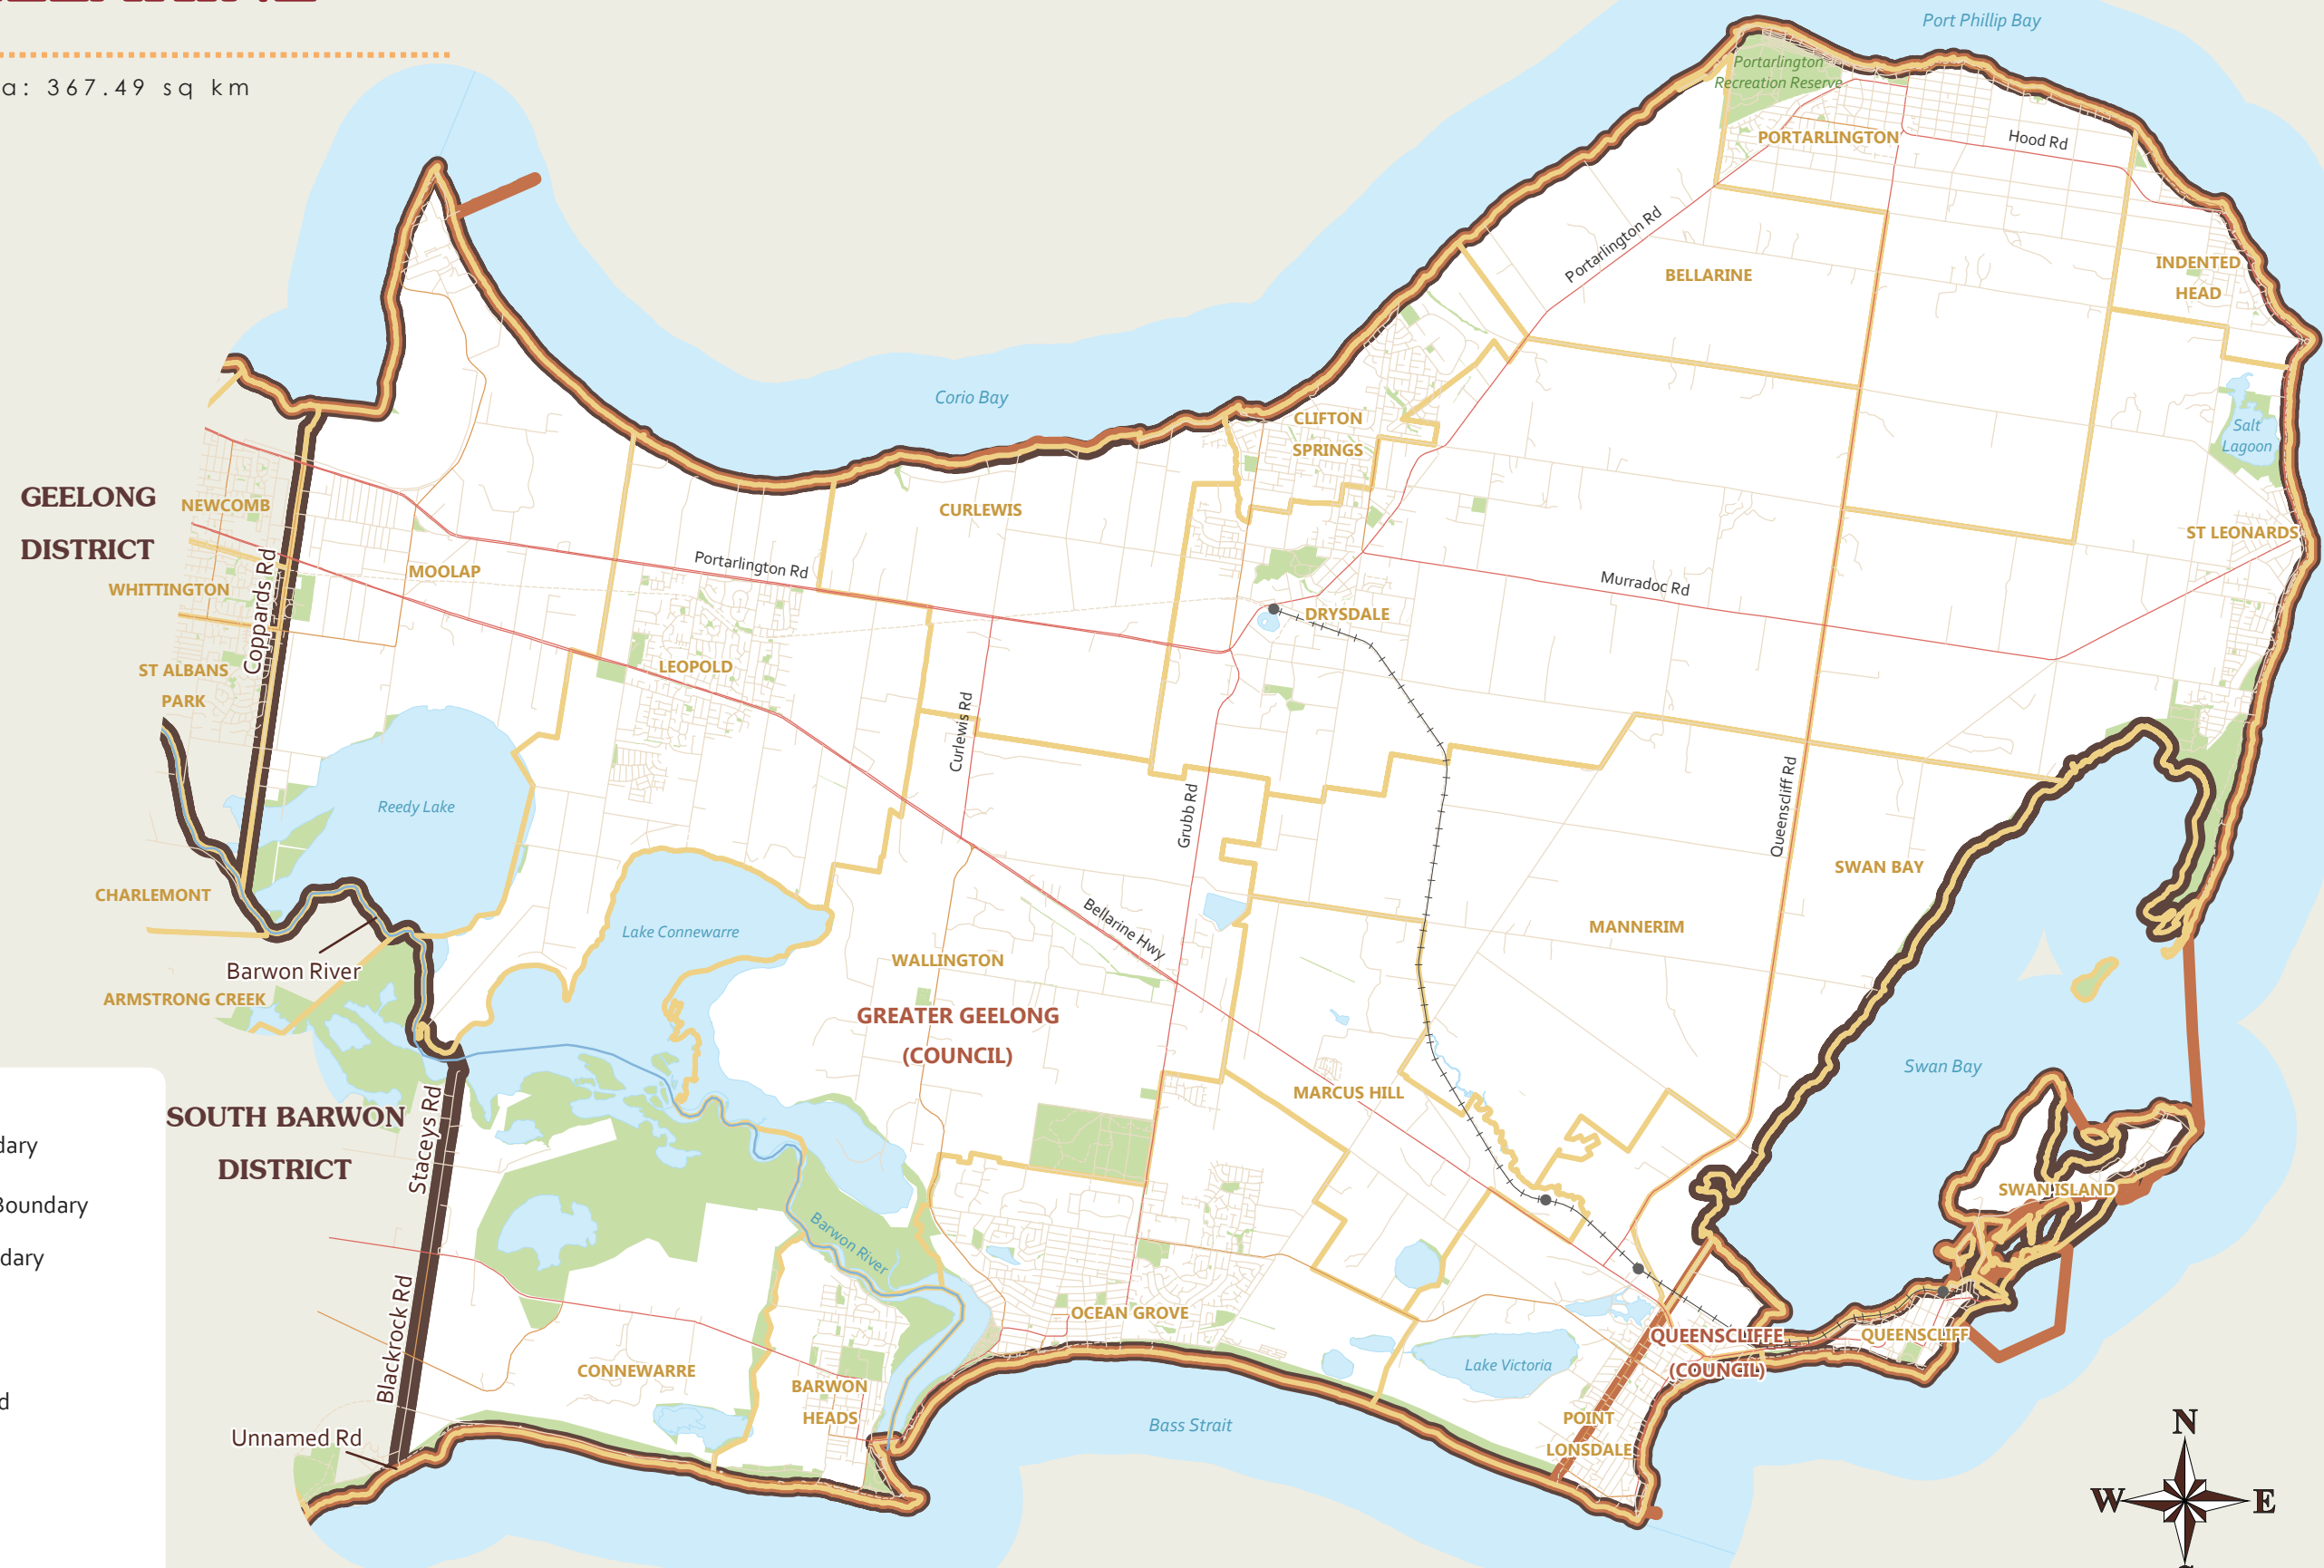 a: 367.49 sq km
Port Phillip Bay
Portarlington
Recreation Reserve
PORTARLINGTON
Hood Rd
Portarlington Rd
BELLARINE
INDENTED
HEAD
Corio Bay
CLIFTON
SPRINGS
Salt
Lagoon
GEELONG
DISTRICT
NEWCOMB
CURLEWIS
ST LEONARDS
Coppards Rd
WHITTINGTON
MOOLAP
Portarlington Rd
Murradoc Rd
DRYSDALE
ST ALBANS
PARK
LEOPOLD
Curlewis Rd
Reedy Lake
Grubb Rd
Queenscliff Rd
SWAN BAY
CHARLEMONT
Lake Connewarre
Bellarine Hwy
MANNERIM
Barwon River
WALLINGTON
ARMSTRONG CREEK
GREATER GEELONG
(COUNCIL)
Swan Bay
MARCUS HILL
SOUTH BARWON
DISTRICT
Staceys Rd
dary
Boundary
dary
SWAN ISLAND
Barwon River
OCEAN GROVE
QUEENSCLIFFE
(COUNCIL)
QUEENSCLIFF
Blackrock Rd
CONNEWARRE
BARWON
HEADS
Lake Victoria
d
Bass Strait
POINT
LONSDALE
Unnamed Rd
N
W
E